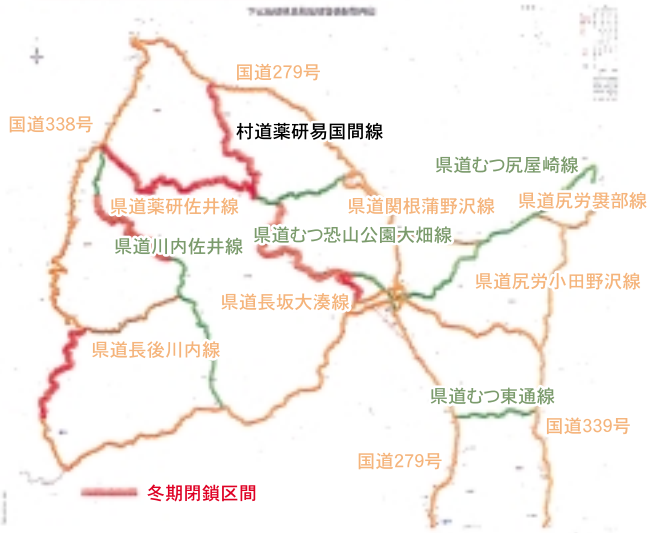 国道279号
国道338号
村道薬研易国間線
県道むつ尻屋崎線
県道薬研佐井線
県道関根蒲野沢線
県道尻労袰部線
県道川内佐井線
県道むつ恐山公園大畑線
県道尻労小田野沢線
県道長坂大湊線
県道長後川内線
県道むつ東通線
国道339号
国道279号
冬期閉鎖区間